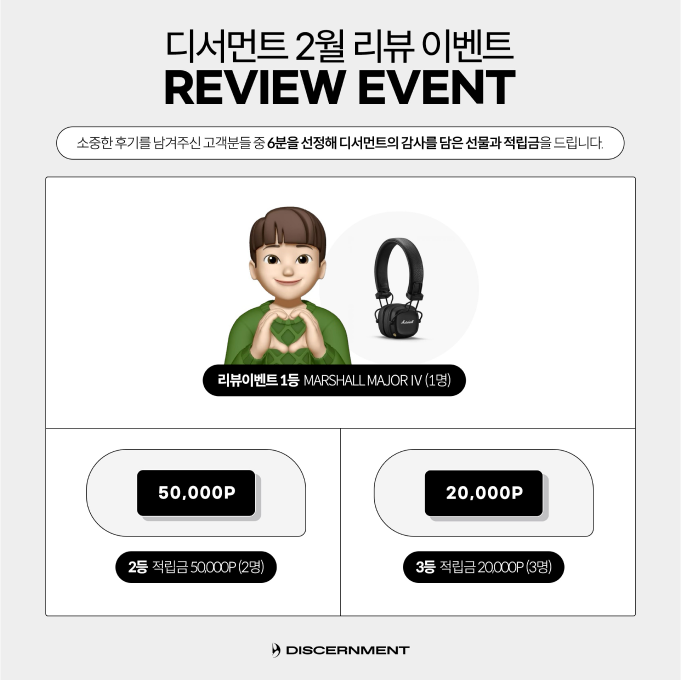 디서먼트 2월 리뷰 이벤트
REVIEW EVENT
소중한 후기를 남겨주신 고객분들 중 6분을 선정해 디서먼트의 감사를 담은 선물과 적립금을 드립니다.
Marshall
리뷰이벤트 1등 MARSHALL MAJOR IV (1명)
50,000P
20,000P
2등 적립금 50,000P (2명)
3등 적립금 20,000P (3명)
DISCERNMENT